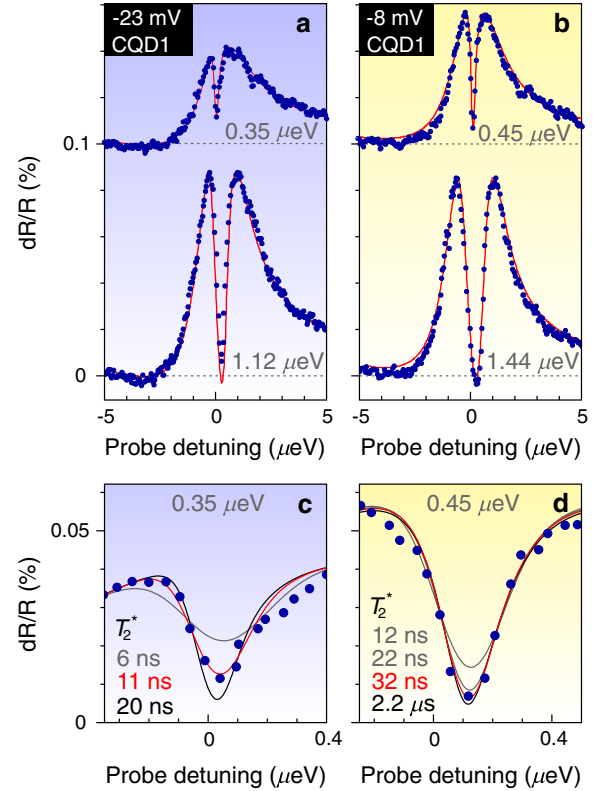 -23 mV
CQD1
a
-8 mV
CQD1
b
0.35 μeV
0.45 μeV
0.1
dR/R (%)
1.12 μeV
1.44 μeV
0
-5 0 5
-5 0 5
Probe detuning (μeV)
Probe detuning (μeV)
0.35 μeV
c
0.45 μeV
d
0.05
dR/R (%)
T2*
6 ns
11 ns
20 ns
T2*
12 ns
22 ns
32 ns
2.2 μs
0
0 0.4
0 0.4
Probe detuning (μeV)
Probe detuning (μeV)